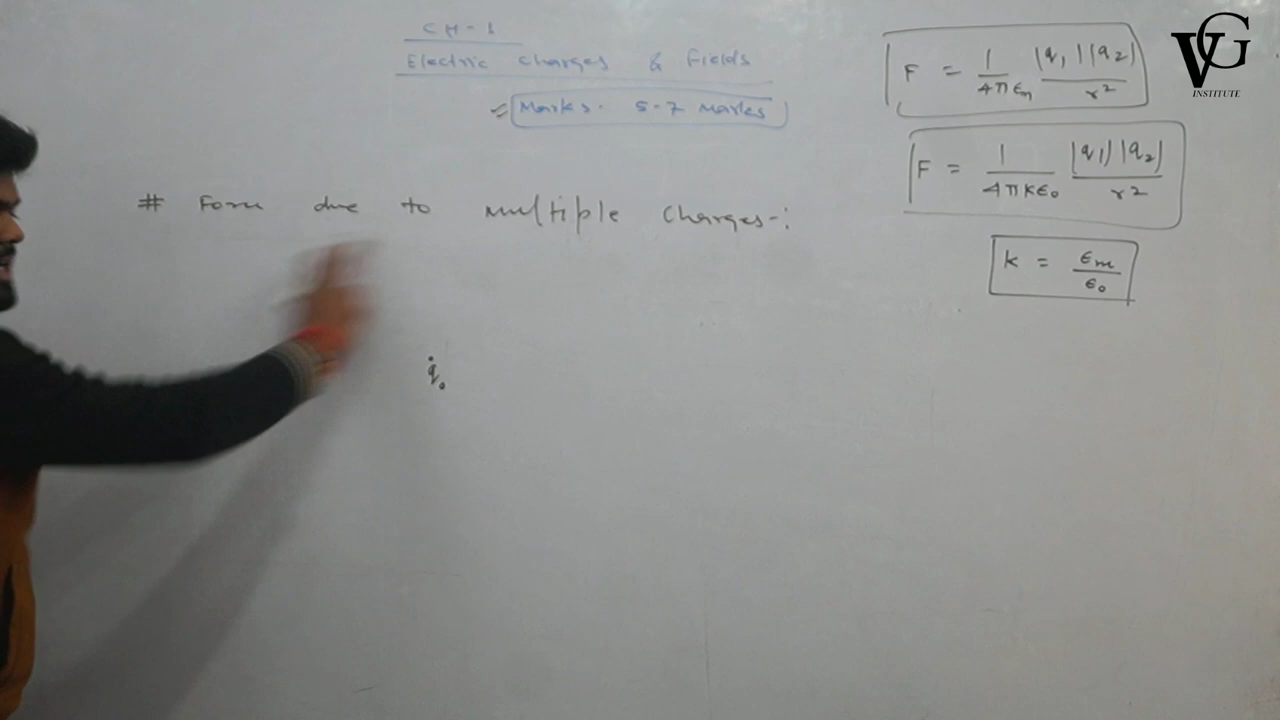 CH-1
Electric Charges & Fields
= Marks. 5-7 Marks
# Force due to multiple Charges-:
q₀
F = 1/4πϵₘ |q₁||q₂|/r²
F = 1/4πKϵ₀ |q₁||q₂|/r²
K = ϵₘ/ϵ₀
VG
INSTITUTE